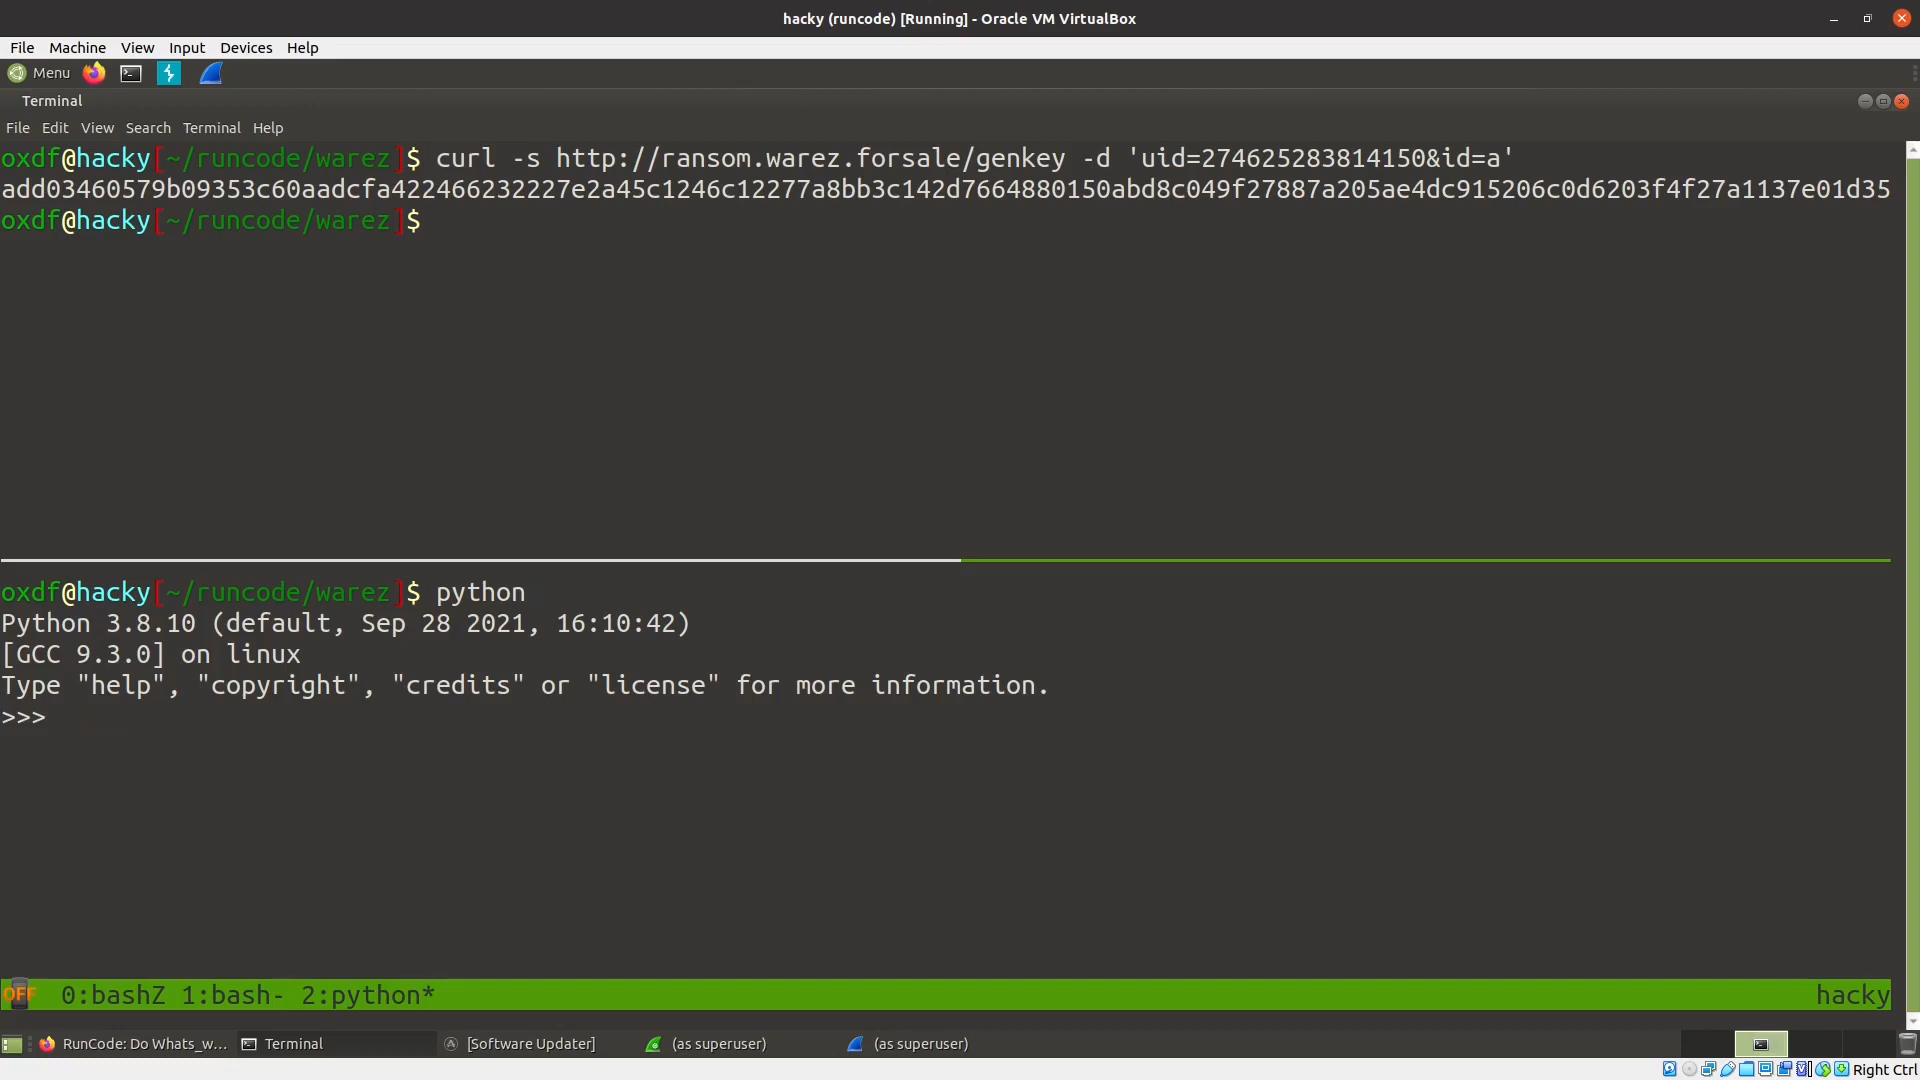 hacky (runcode) [Running] - Oracle VM VirtualBox
File Machine View Input Devices Help
Menu
Terminal
File Edit View Search Terminal Help
oxdf@hacky[~/runcode/warez]$ curl -s http://ransom.warez.forsale/genkey -d 'uid=274625283814150&id=a'
add03460579b09353c60aadcfa422466232227e2a45c1246c12277a8bb3c142d7664880150abd8c049f27887a205ae4dc915206c0d6203f4f27a1137e01d35
oxdf@hacky[~/runcode/warez]$
oxdf@hacky[~/runcode/warez]$ python
Python 3.8.10 (default, Sep 28 2021, 16:10:42)
[GCC 9.3.0] on linux
Type "help", "copyright", "credits" or "license" for more information.
>>>
OFF 0:bashZ 1:bash- 2:python* hacky
RunCode: Do Whats_w... Terminal [Software Updater] (as superuser) (as superuser)
Right Ctrl